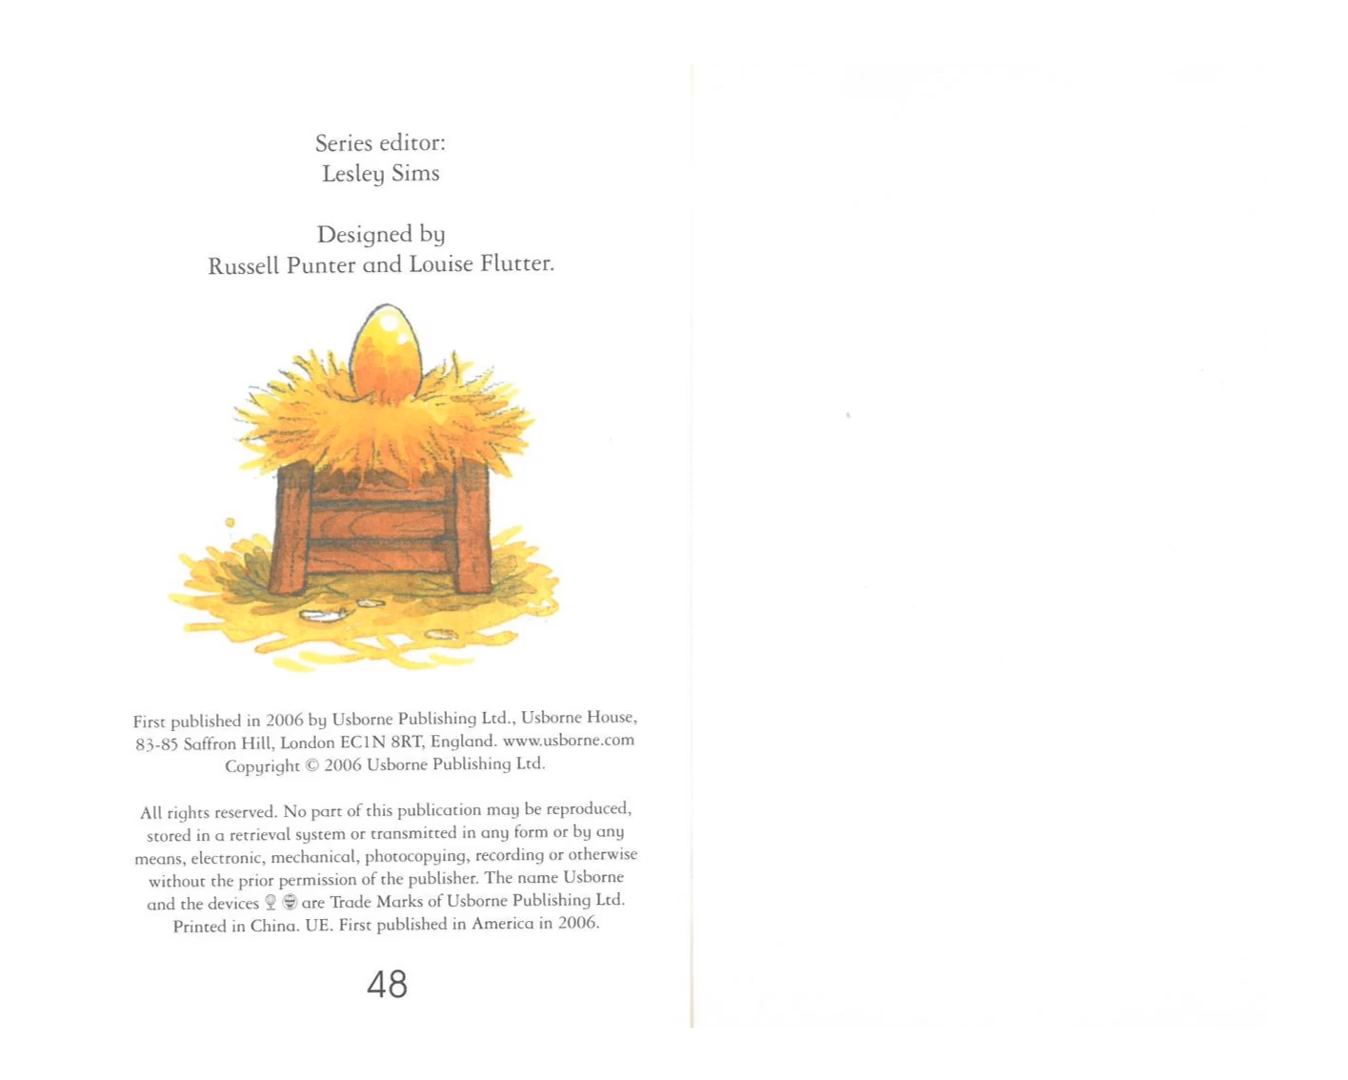 Series editor:
Lesley Sims
Designed by
Russell Punter and Louise Flutter.
First published in 2006 by Usborne Publishing Ltd., Usborne House,
83-85 Saffron Hill, London EC1N 8RT, England. www.usborne.com
Copyright © 2006 Usborne Publishing Ltd.
All rights reserved. No part of this publication may be reproduced,
stored in a retrieval system or transmitted in any form or by any
means, electronic, mechanical, photocopying, recording or otherwise
without the prior permission of the publisher. The name Usborne
and the devices are Trade Marks of Usborne Publishing Ltd.
Printed in China. UE. First published in America in 2006.
48